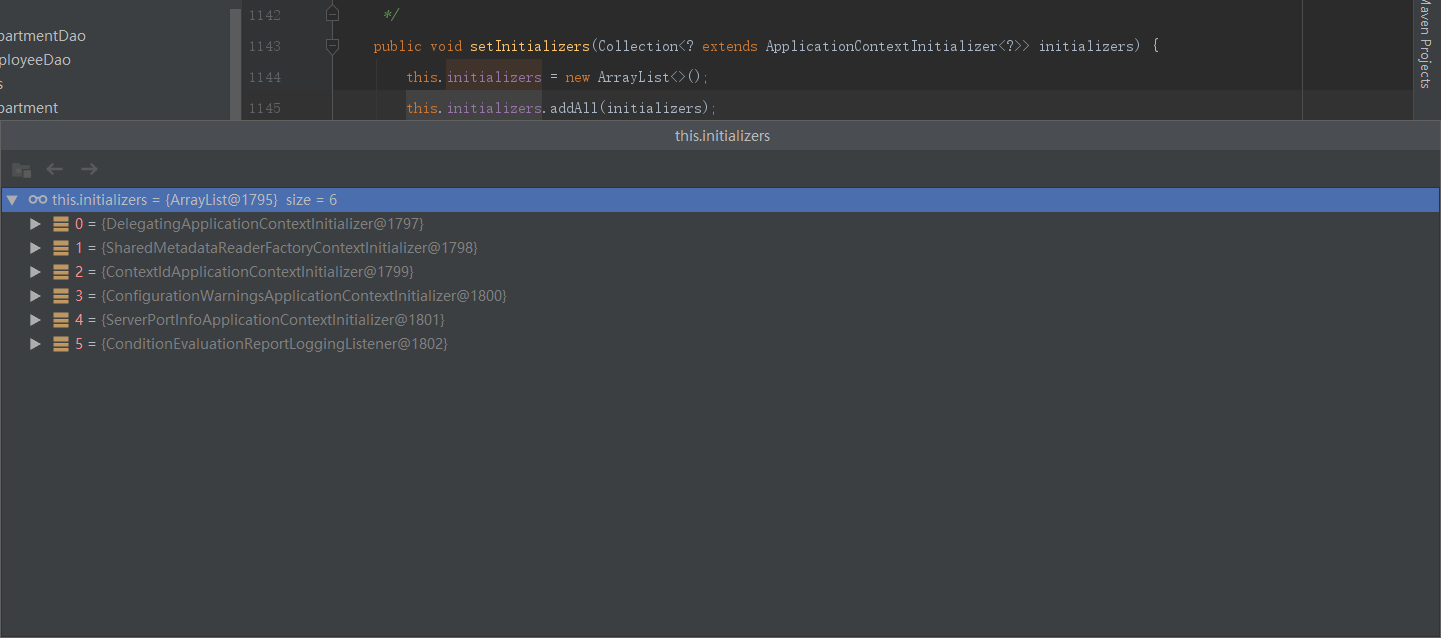 partmentDao
ployeeDao
s
partment
1142 */
1143 public void setInitializers(Collection<? extends ApplicationContextInitializer<?>> initializers) {
1144 this.initializers = new ArrayList<>();
1145 this.initializers.addAll(initializers);
Maven Projects
this.initializers
this.initializers = {ArrayList@1795} size = 6
0 = {DelegatingApplicationContextInitializer@1797}
1 = {SharedMetadataReaderFactoryContextInitializer@1798}
2 = {ContextIdApplicationContextInitializer@1799}
3 = {ConfigurationWarningsApplicationContextInitializer@1800}
4 = {ServerPortInfoApplicationContextInitializer@1801}
5 = {ConditionEvaluationReportLoggingListener@1802}